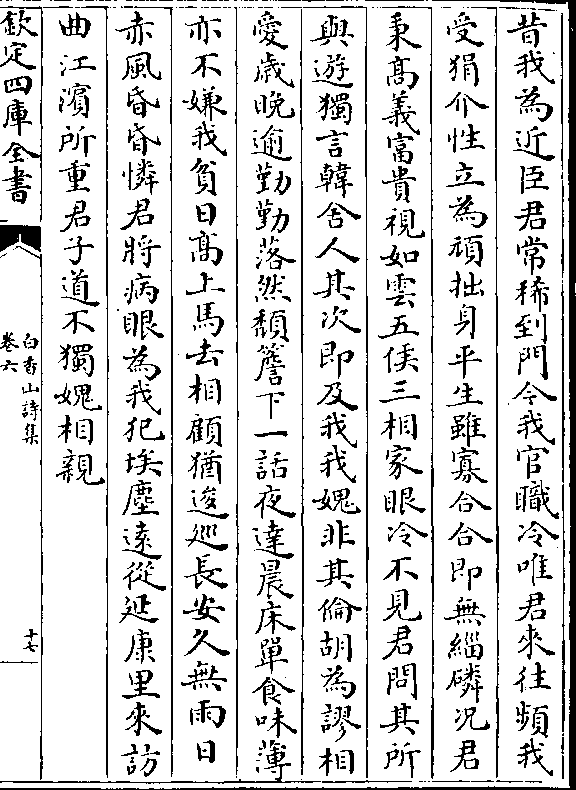 昔我為近臣君常稀到門今我官職冷唯君來往頻我
受狷介性立為頑拙身平生雖寡合合即無緇磷况君
秉髙義富貴視如雲五侯三相家眼冷不見君問其所
與遊獨言韓舎人其次即及我我媿非其倫胡為謬相
愛歳晚逾勤勤落然頽簷下一話夜達晨床單食味薄
亦不嫌我貧日髙上馬去相顧猶逡巡長安久無雨日
赤風昏昏憐君將病眼為我犯埃塵遠從延康里來訪
曲江濵所重君子道不獨媿相親
欽定四庫全書
白香山詩集
卷六
十七